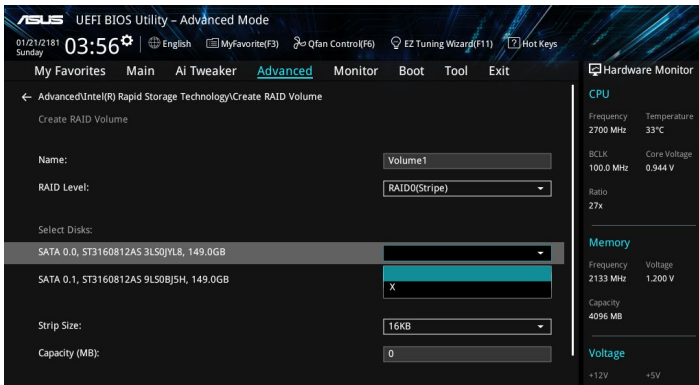 ASUS UEFI BIOS Utility – Advanced Mode
01/21/2181 Sunday 03:56 English MyFavorite(F3) Qfan Control(F6) EZ Tuning Wizard(F11) ? Hot Keys
My Favorites Main Ai Tweaker Advanced Monitor Boot Tool Exit
Hardware Monitor
← Advanced\Intel(R) Rapid Storage Technology\Create RAID Volume
Create RAID Volume
Name: Volume1
RAID Level: RAID0(Stripe)
Select Disks:
SATA 0.0, ST3160812AS 3LS0JYL8, 149.0GB
SATA 0.1, ST3160812AS 9LS0BJ5H, 149.0GB
X
Strip Size: 16KB
Capacity (MB): 0
CPU
Frequency Temperature
2700 MHz 33°C
BCLK Core Voltage
100.0 MHz 0.944 V
Ratio
27x
Memory
Frequency Voltage
2133 MHz 1.200 V
Capacity
4096 MB
Voltage
+12V +5V